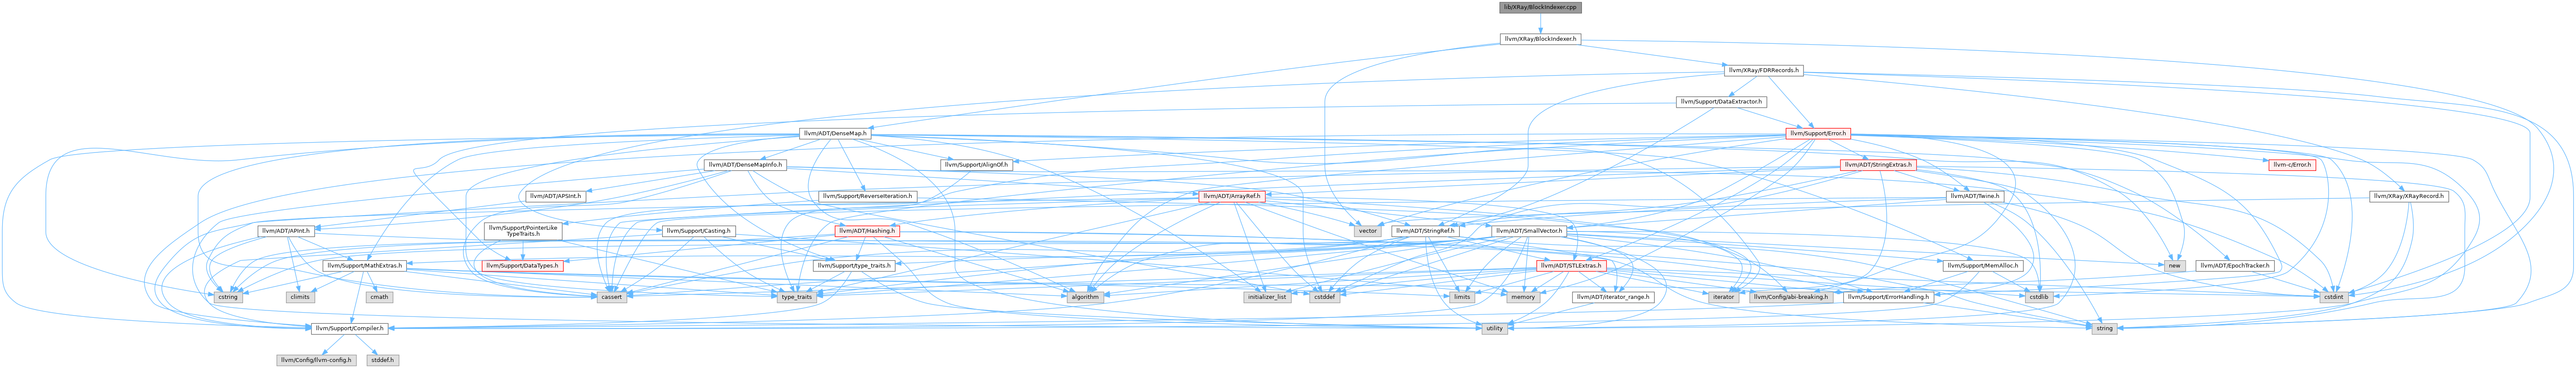 lib/XRay/BlockIndexer.cpp
llvm/XRay/BlockIndexer.h
llvm/XRay/FDRRecords.h
llvm/Support/DataExtractor.h
llvm/ADT/DenseMap.h
llvm/Support/Error.h
llvm/ADT/DenseMapInfo.h
llvm/Support/AlignOf.h
llvm/ADT/StringExtras.h
llvm-c/Error.h
llvm/ADT/APSInt.h
llvm/Support/ReverseIteration.h
llvm/ADT/ArrayRef.h
llvm/ADT/Twine.h
llvm/XRay/XRayRecord.h
llvm/ADT/APInt.h
llvm/Support/PointerLike
TypeTraits.h
llvm/Support/Casting.h
llvm/ADT/Hashing.h
vector
llvm/ADT/StringRef.h
llvm/ADT/SmallVector.h
llvm/Support/MathExtras.h
llvm/Support/DataTypes.h
llvm/Support/type_traits.h
llvm/ADT/STLExtras.h
llvm/Support/MemAlloc.h
new
llvm/ADT/EpochTracker.h
cstring
climits
cmath
cassert
type_traits
algorithm
initializer_list
cstddef
limits
memory
llvm/ADT/iterator_range.h
iterator
llvm/Config/abi-breaking.h
llvm/Support/ErrorHandling.h
cstdlib
cstdint
llvm/Support/Compiler.h
utility
string
llvm/Config/llvm-config.h
stddef.h